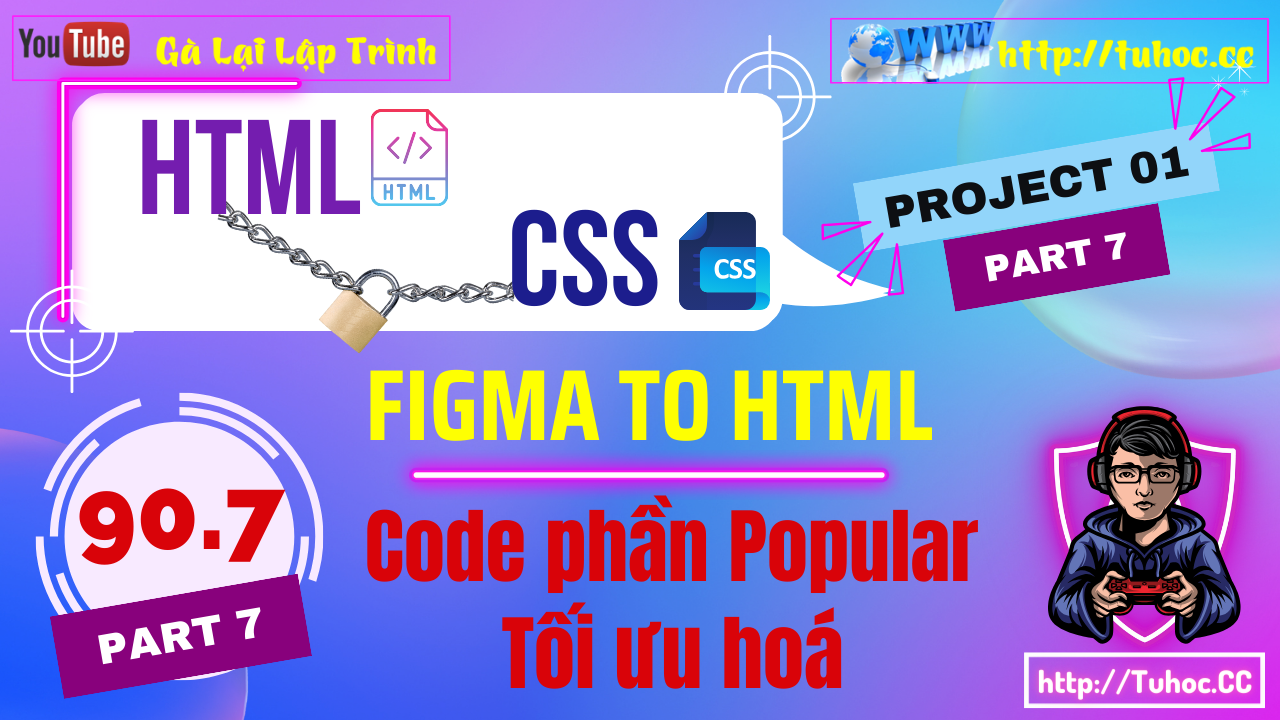 YouTube
Gà Lại Lập Trình
WWW
http://tuhoc.cc
HTML
HTML
CSS
CSS
PROJECT 01
PART 7
FIGMA TO HTML
90.7
PART 7
Code phần Popular
Tối ưu hoá
http://Tuhoc.CC